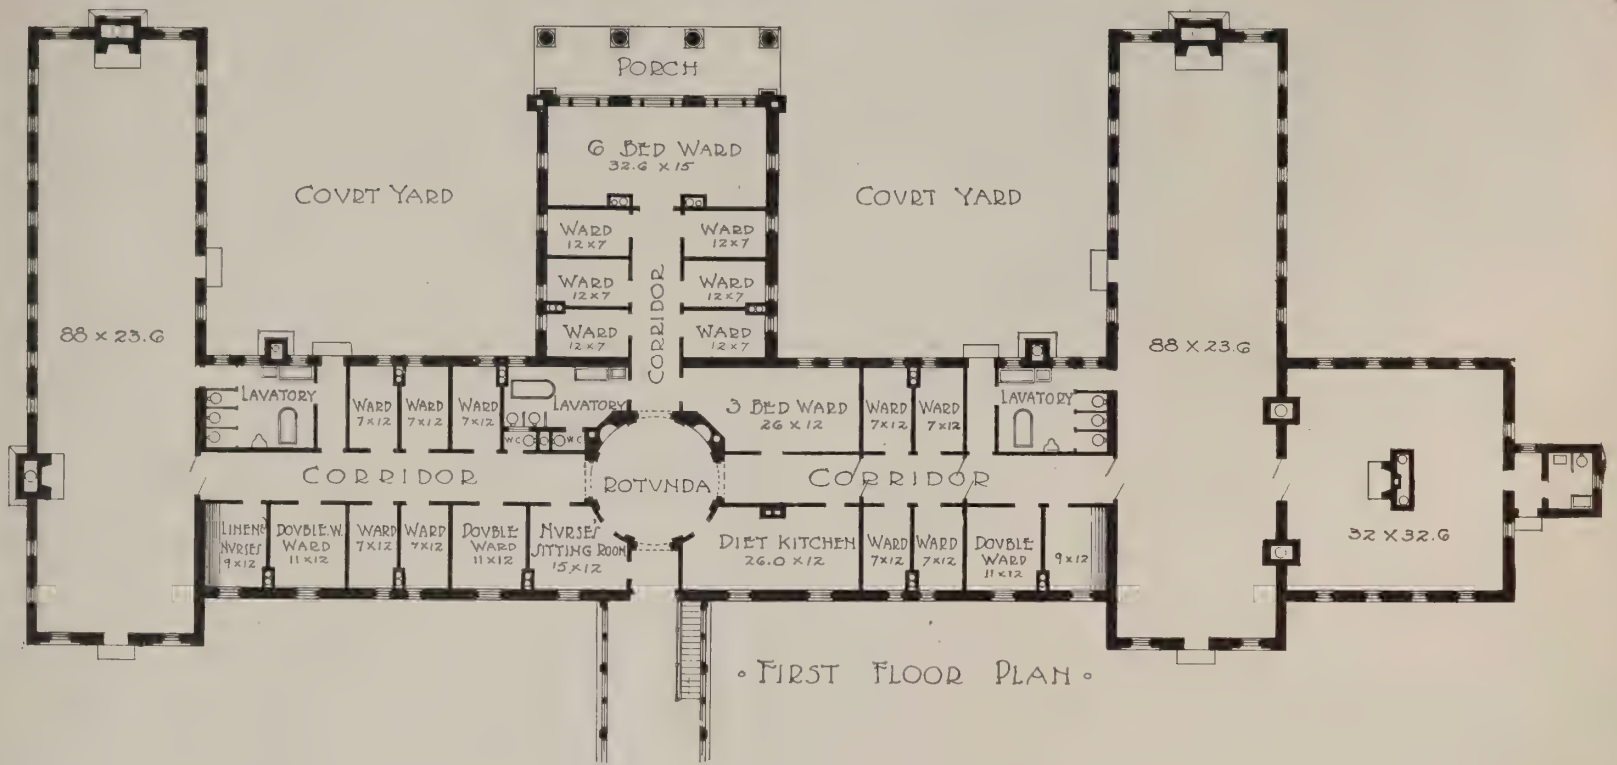 PORCH
6 BED WARD
32.6 x 15
COVRT YARD
COVRT YARD
WARD
12x7
WARD
12x7
WARD
12x7
WARD
12x7
WARD
12x7
WARD
12x7
CORRIDOR
88 x 23.6
88 x 23.6
LAVATORY
WARD
7x12
WARD
7x12
WARD
7x12
LAVATORY
WC
WC
3 BED WARD
26 x 12
WARD
7x12
WARD
7x12
LAVATORY
CORRIDOR
ROTVNDA
CORRIDOR
LINEN &
NVRSES
9x12
DOVBLE W.
WARD
11x12
WARD
7x12
WARD
7x12
DOVBLE
WARD
11x12
NVRSES'
SITTING ROOM
15x12
DIET KITCHEN
26.0 x 12
WARD
7x12
WARD
7x12
DOVBLE
WARD
11x12
9x12
32 x 32.6
• FIRST FLOOR PLAN •